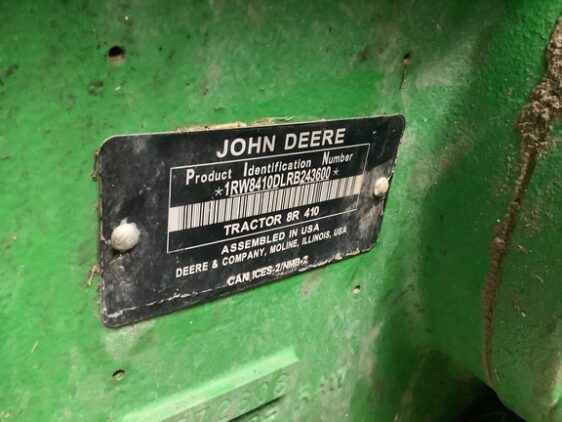 JOHN DEERE
Product Identification Number
*1RW8410DLRB243600*
TRACTOR 8R 410
ASSEMBLED IN USA
DEERE & COMPANY, MOLINE, ILLINOIS, USA
CAN ICES-2/NMB-2